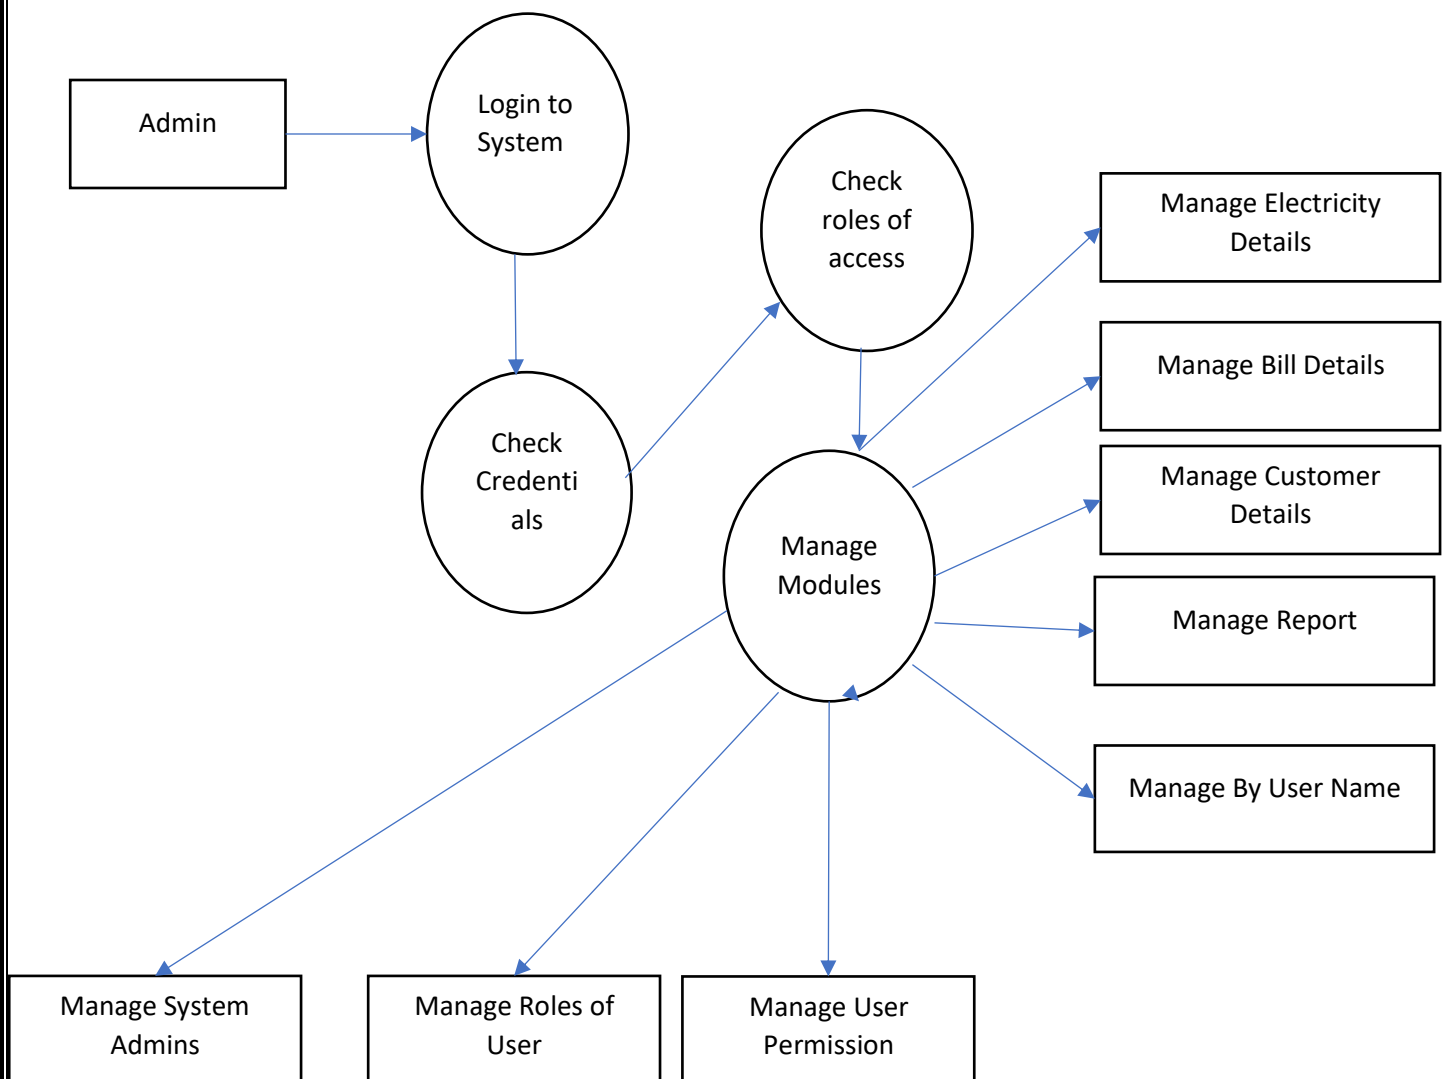 Admin
Login to
System
Check
roles of
access
Manage Electricity
Details
Manage Bill Details
Check
Credenti
als
Manage Customer
Details
Manage
Modules
Manage Report
Manage By User Name
Manage System
Admins
Manage Roles of
User
Manage User
Permission